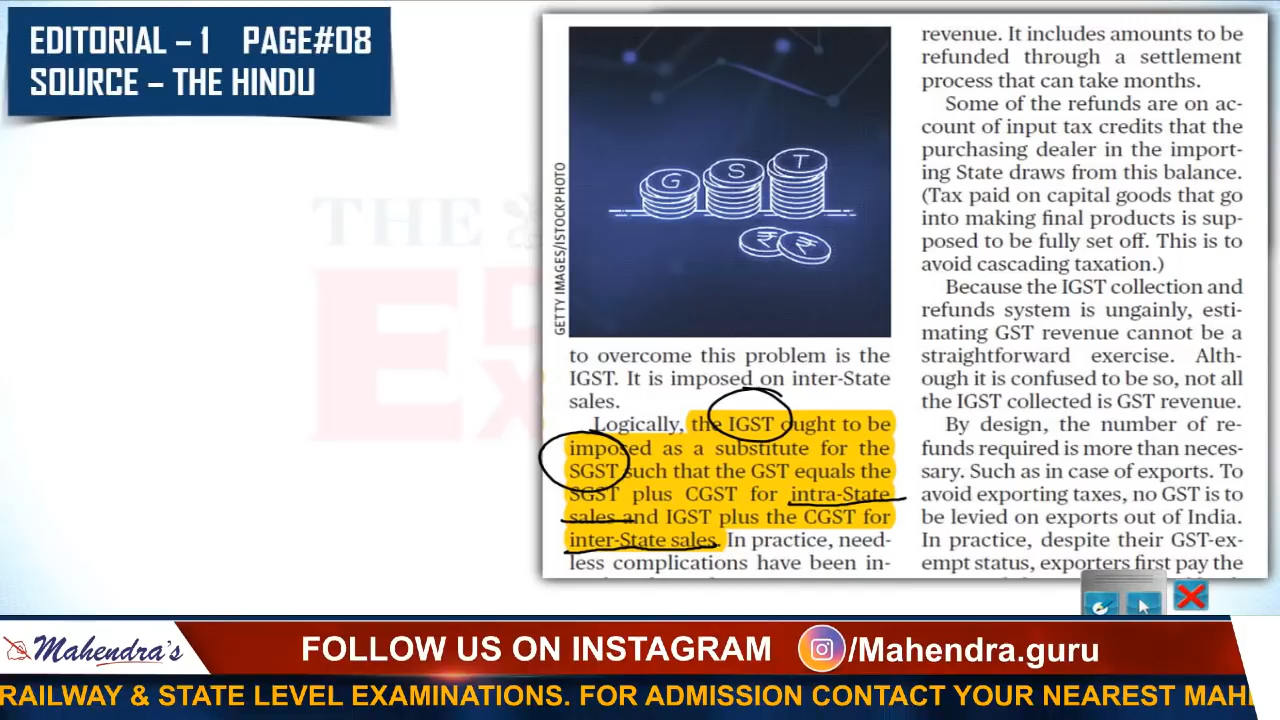 EDITORIAL – 1 PAGE#08
SOURCE – THE HINDU
THE
EX
GETTY IMAGES/ISTOCKPHOTO
G S T
to overcome this problem is the
IGST. It is imposed on inter-State
sales.
Logically, the IGST ought to be
imposed as a substitute for the
SGST such that the GST equals the
SGST plus CGST for intra-State
sales and IGST plus the CGST for
inter-State sales. In practice, need-
less complications have been in-
revenue. It includes amounts to be
refunded through a settlement
process that can take months.
Some of the refunds are on ac-
count of input tax credits that the
purchasing dealer in the import-
ing State draws from this balance.
(Tax paid on capital goods that go
into making final products is sup-
posed to be fully set off. This is to
avoid cascading taxation.)
Because the IGST collection and
refunds system is ungainly, esti-
mating GST revenue cannot be a
straightforward exercise. Alth-
ough it is confused to be so, not all
the IGST collected is GST revenue.
By design, the number of re-
funds required is more than neces-
sary. Such as in case of exports. To
avoid exporting taxes, no GST is to
be levied on exports out of India.
In practice, despite their GST-ex-
empt status, exporters first pay the
Mahendra's
FOLLOW US ON INSTAGRAM /Mahendra.guru
RAILWAY & STATE LEVEL EXAMINATIONS. FOR ADMISSION CONTACT YOUR NEAREST MAH